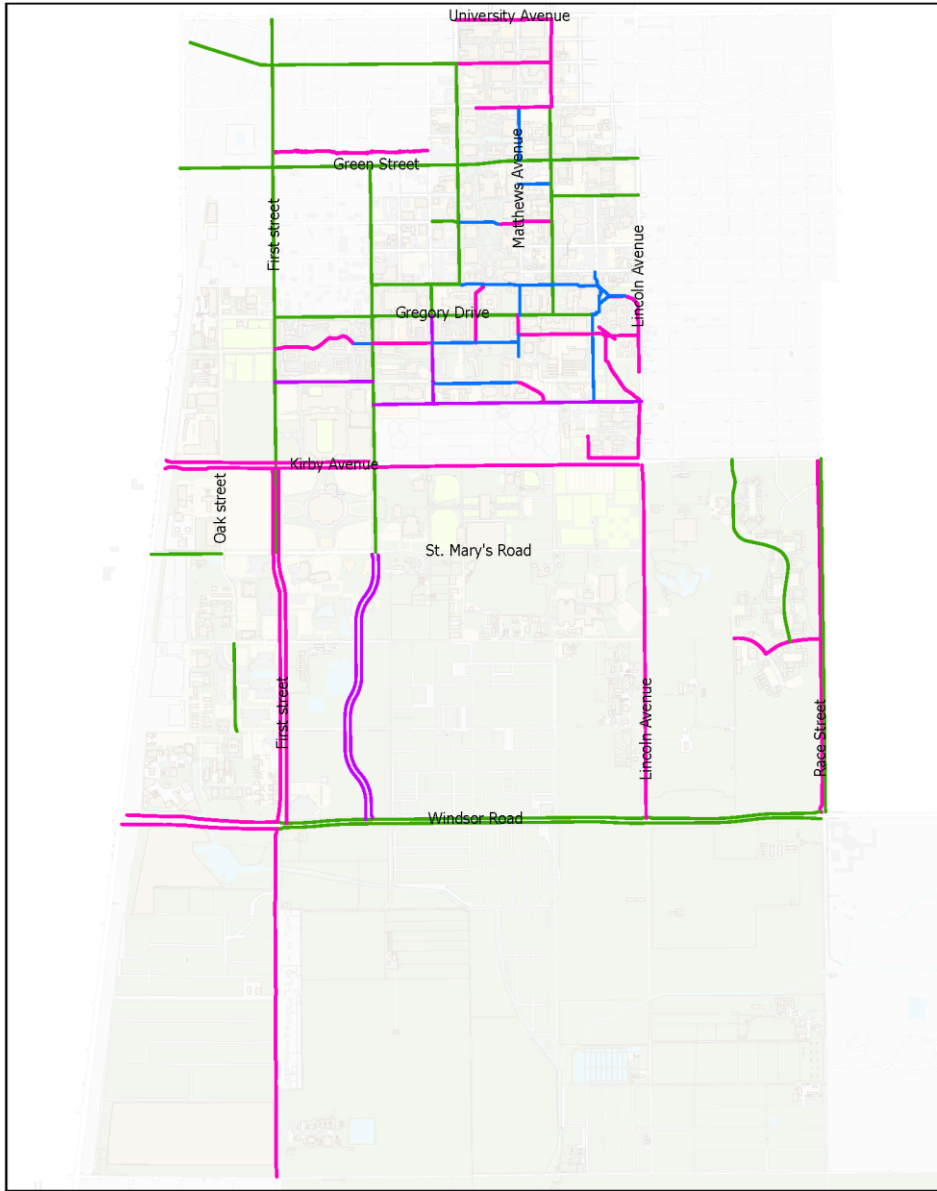 University Avenue
Matthews Avenue
Green Street
First street
Lincoln Avenue
Gregory Drive
Kirby Avenue
Oak street
St. Mary's Road
First street
Lincoln Avenue
Race Street
Windsor Road